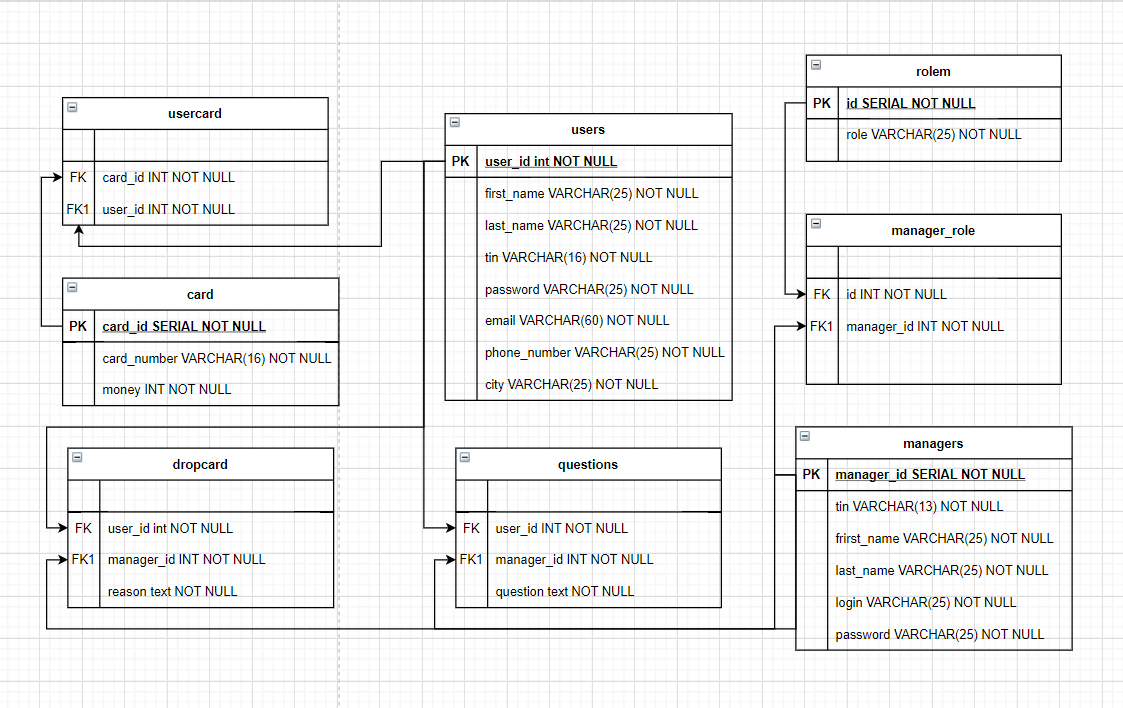 usercard
FK card_id INT NOT NULL
FK1 user_id INT NOT NULL
card
PK card_id SERIAL NOT NULL
card_number VARCHAR(16) NOT NULL
money INT NOT NULL
dropcard
FK user_id int NOT NULL
FK1 manager_id INT NOT NULL
reason text NOT NULL
users
PK user_id int NOT NULL
first_name VARCHAR(25) NOT NULL
last_name VARCHAR(25) NOT NULL
tin VARCHAR(16) NOT NULL
password VARCHAR(25) NOT NULL
email VARCHAR(60) NOT NULL
phone_number VARCHAR(25) NOT NULL
city VARCHAR(25) NOT NULL
questions
FK user_id INT NOT NULL
FK1 manager_id INT NOT NULL
question text NOT NULL
rolem
PK id SERIAL NOT NULL
role VARCHAR(25) NOT NULL
manager_role
FK id INT NOT NULL
FK1 manager_id INT NOT NULL
managers
PK manager_id SERIAL NOT NULL
tin VARCHAR(13) NOT NULL
frirst_name VARCHAR(25) NOT NULL
last_name VARCHAR(25) NOT NULL
login VARCHAR(25) NOT NULL
password VARCHAR(25) NOT NULL